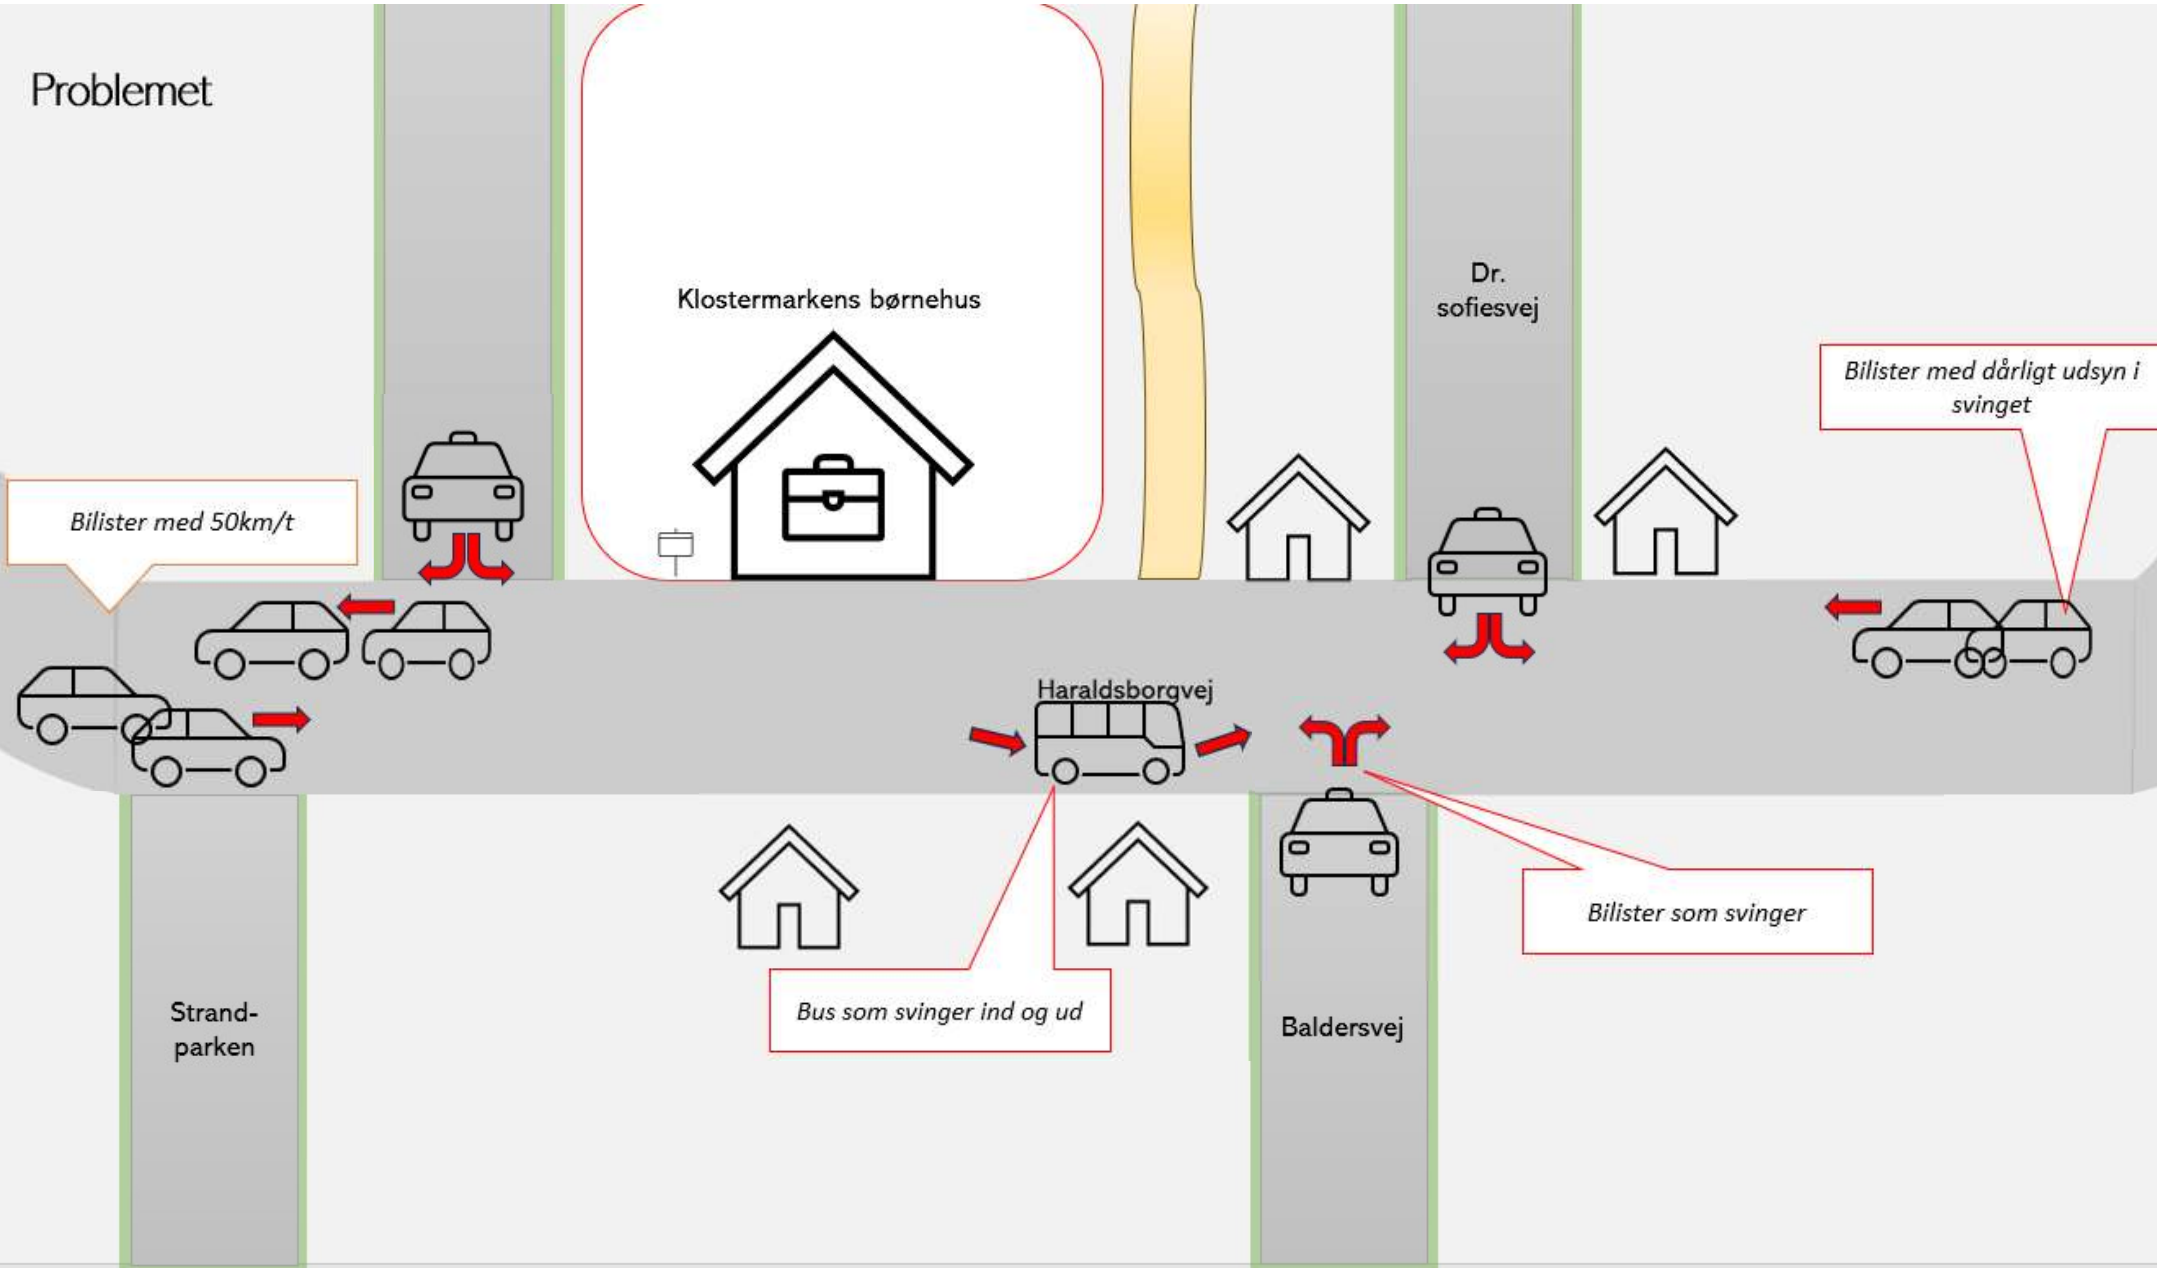 Problemet
Klostermarkens børnehus
Dr.
sofiesvej
Bilister med dårligt udsyn i
svinget
Bilister med 50km/t
Haraldsborgvej
Bilister som svinger
Bus som svinger ind og ud
Strand-
parken
Baldersvej